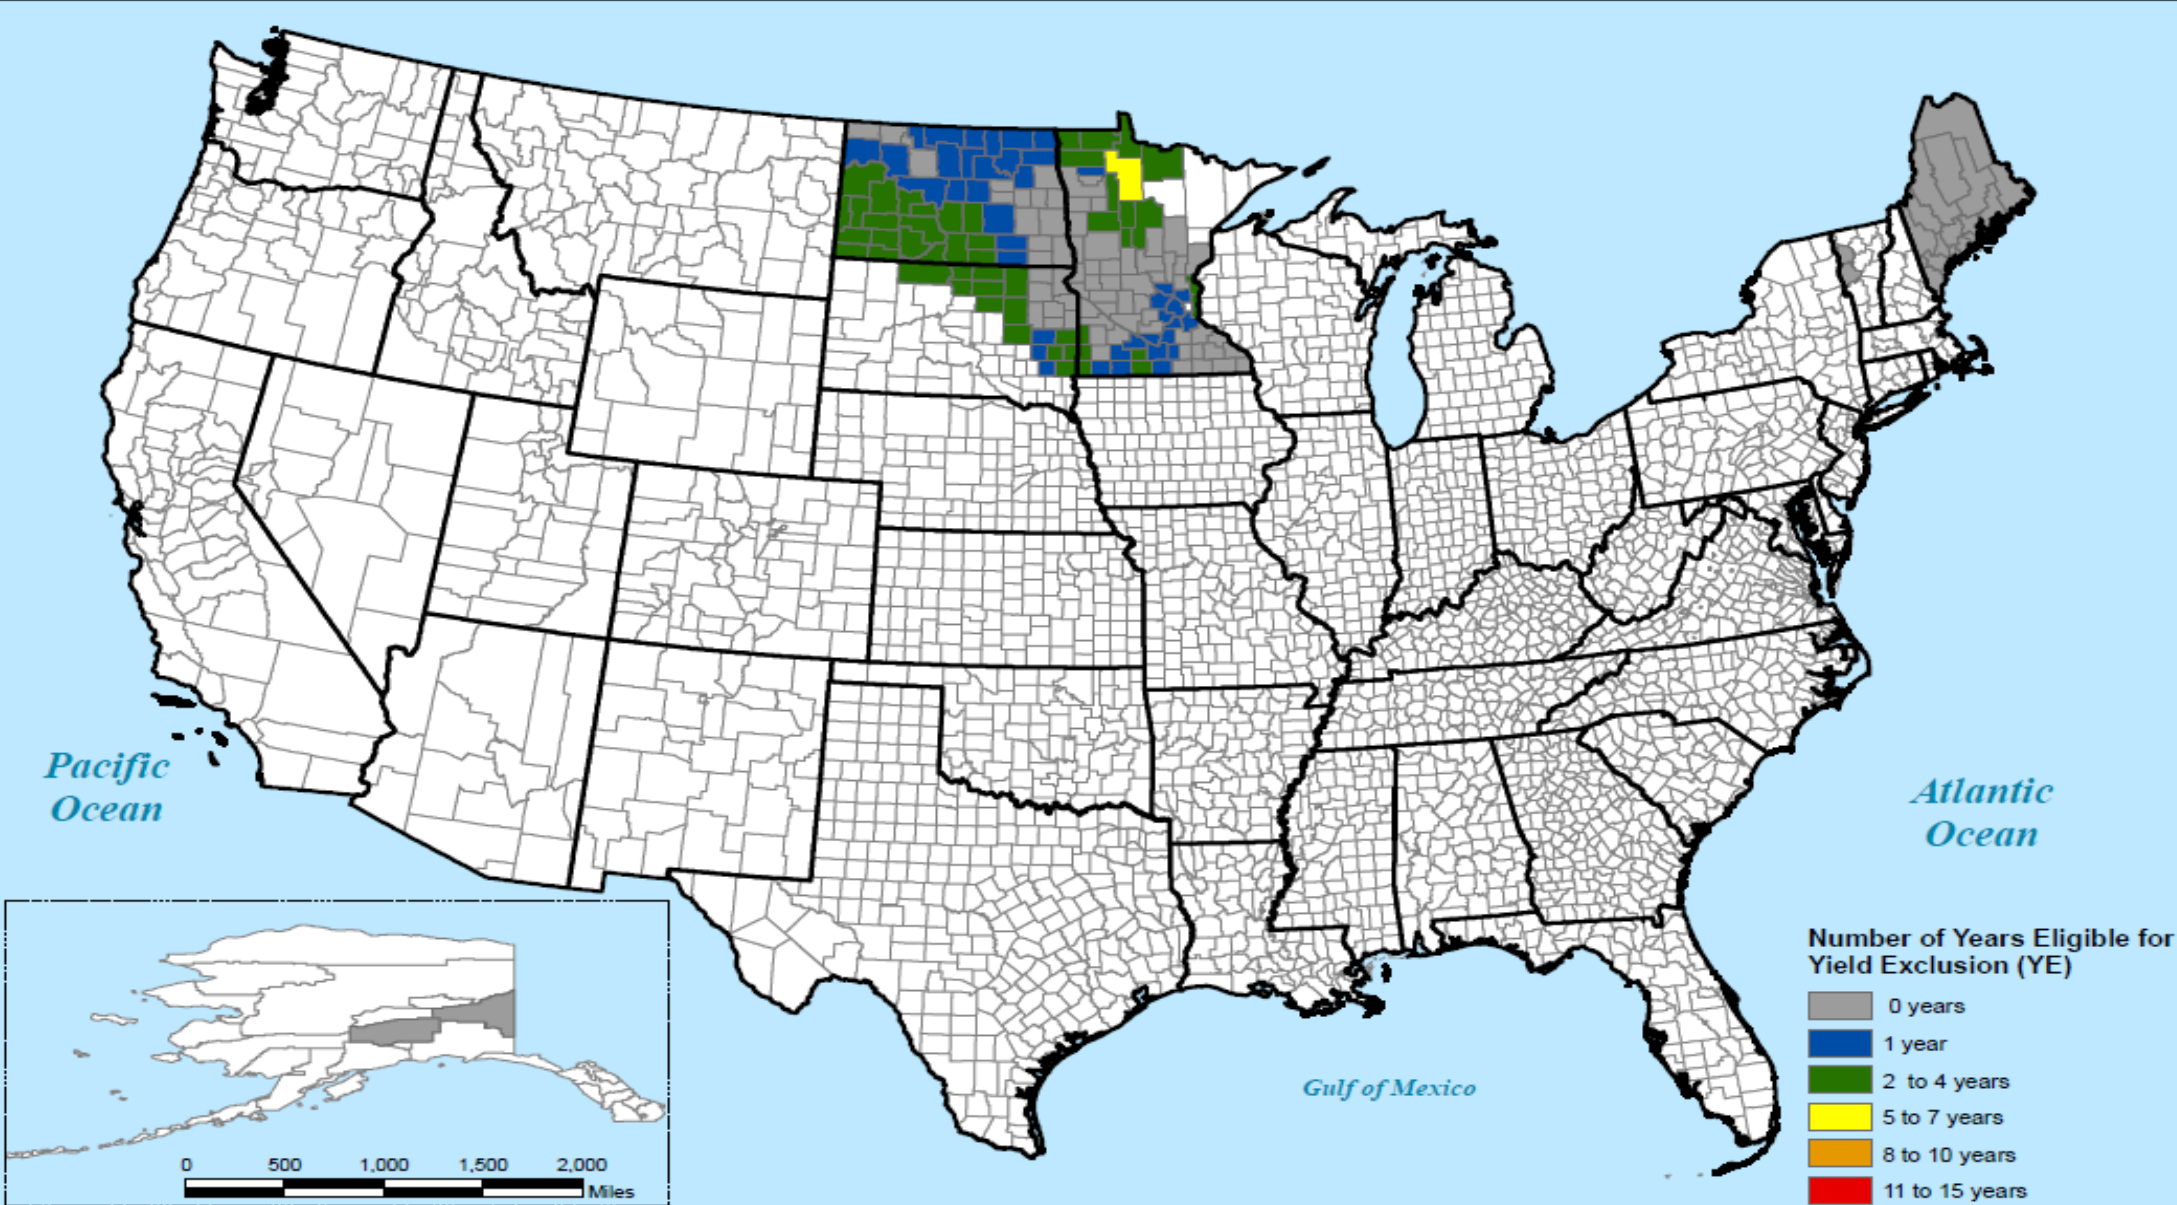 Pacific
Ocean
Atlantic
Ocean
Gulf of Mexico
Number of Years Eligible for
Yield Exclusion (YE)
0 years
1 year
2 to 4 years
5 to 7 years
8 to 10 years
11 to 15 years
0 500 1,000 1,500 2,000
Miles